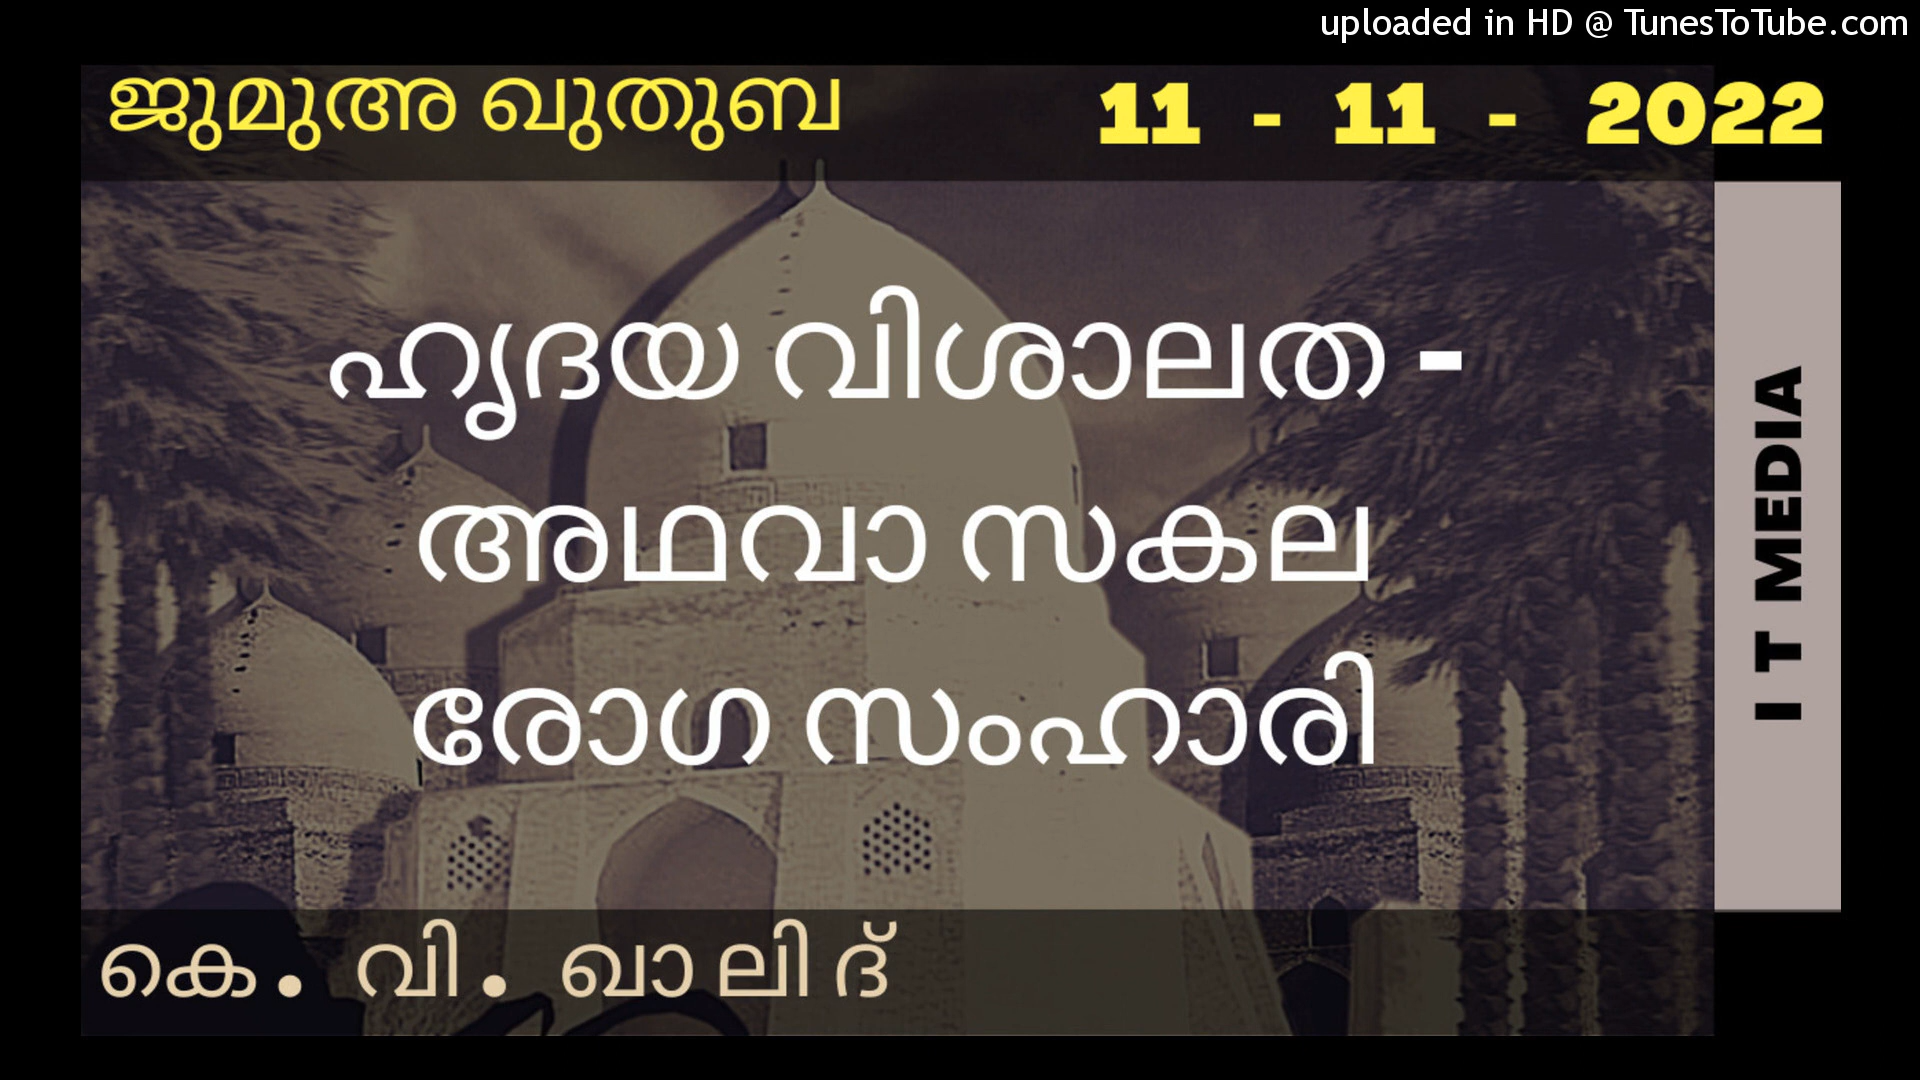 uploaded in HD @ TunesToTube.com
ജുമുഅ ഖുതുബ 11 - 11 - 2022
ഹൃദയ വിശാലത -
അഥവാ സകല
രോഗ സംഹാരി
I T MEDIA
കെ. വി. ഖാലിദ്